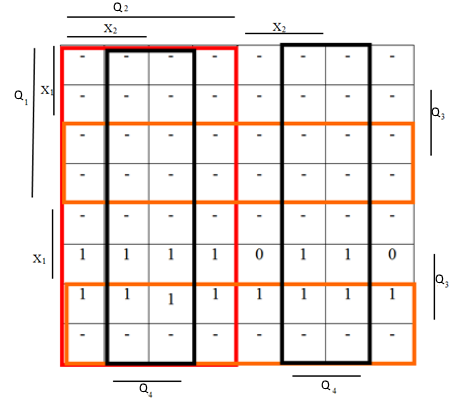 Q2
X2 X2
Q1 X1 - - - - - - - -
- - - - - - - - Q3
- - - - - - - -
- - - - - - - -
- - - - - - - -
X1 1 1 1 1 0 1 1 0
Q3
1 1 1 1 1 1 1 1
- - - - - - - -
Q4 Q4